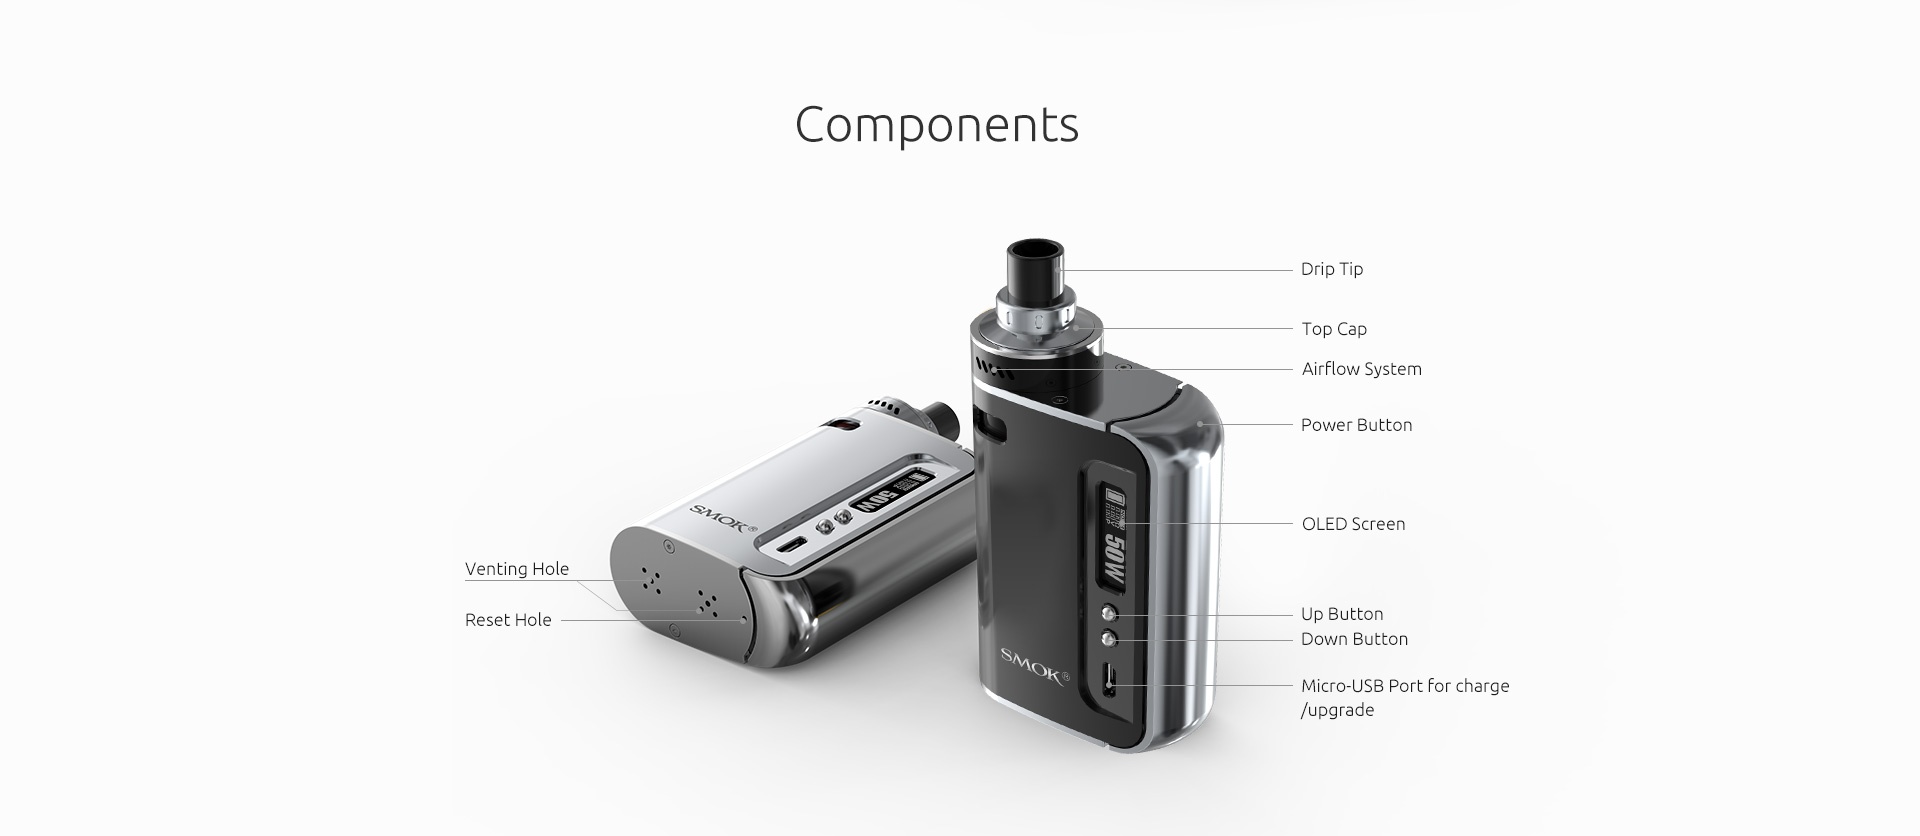 Components
Drip Tip
Top Cap
Airflow System
Power Button
OLED Screen
50W
50W
SMOK®
SMOK®
Venting Hole
Reset Hole
Up Button
Down Button
Micro-USB Port for charge
/upgrade